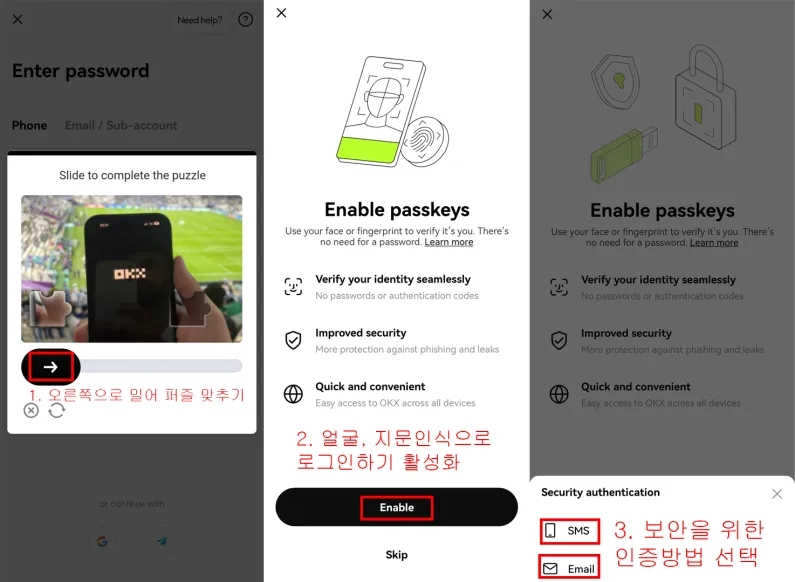 Need help?
Enter password
Phone
Email / Sub-account
Slide to complete the puzzle
OKX
1. 오른쪽으로 밀어 퍼즐 맞추기
or continue with
Enable passkeys
Use your face or fingerprint to verify it's you. There's
no need for a password. Learn more
Verify your identity seamlessly
No passwords or authentication codes
Improved security
More protection against phishing and leaks
Quick and convenient
Easy access to OKX across all devices
2. 얼굴, 지문인식으로
로그인하기 활성화
Enable
Skip
Enable passkeys
Use your face or fingerprint to verify it's you. There's
no need for a password. Learn more
Verify your identity seamlessly
No passwords or authentication codes
Improved security
More protection against phishing and leaks
Quick and convenient
Easy access to OKX across all devices
Security authentication
SMS
Email
3. 보안을 위한
인증방법 선택